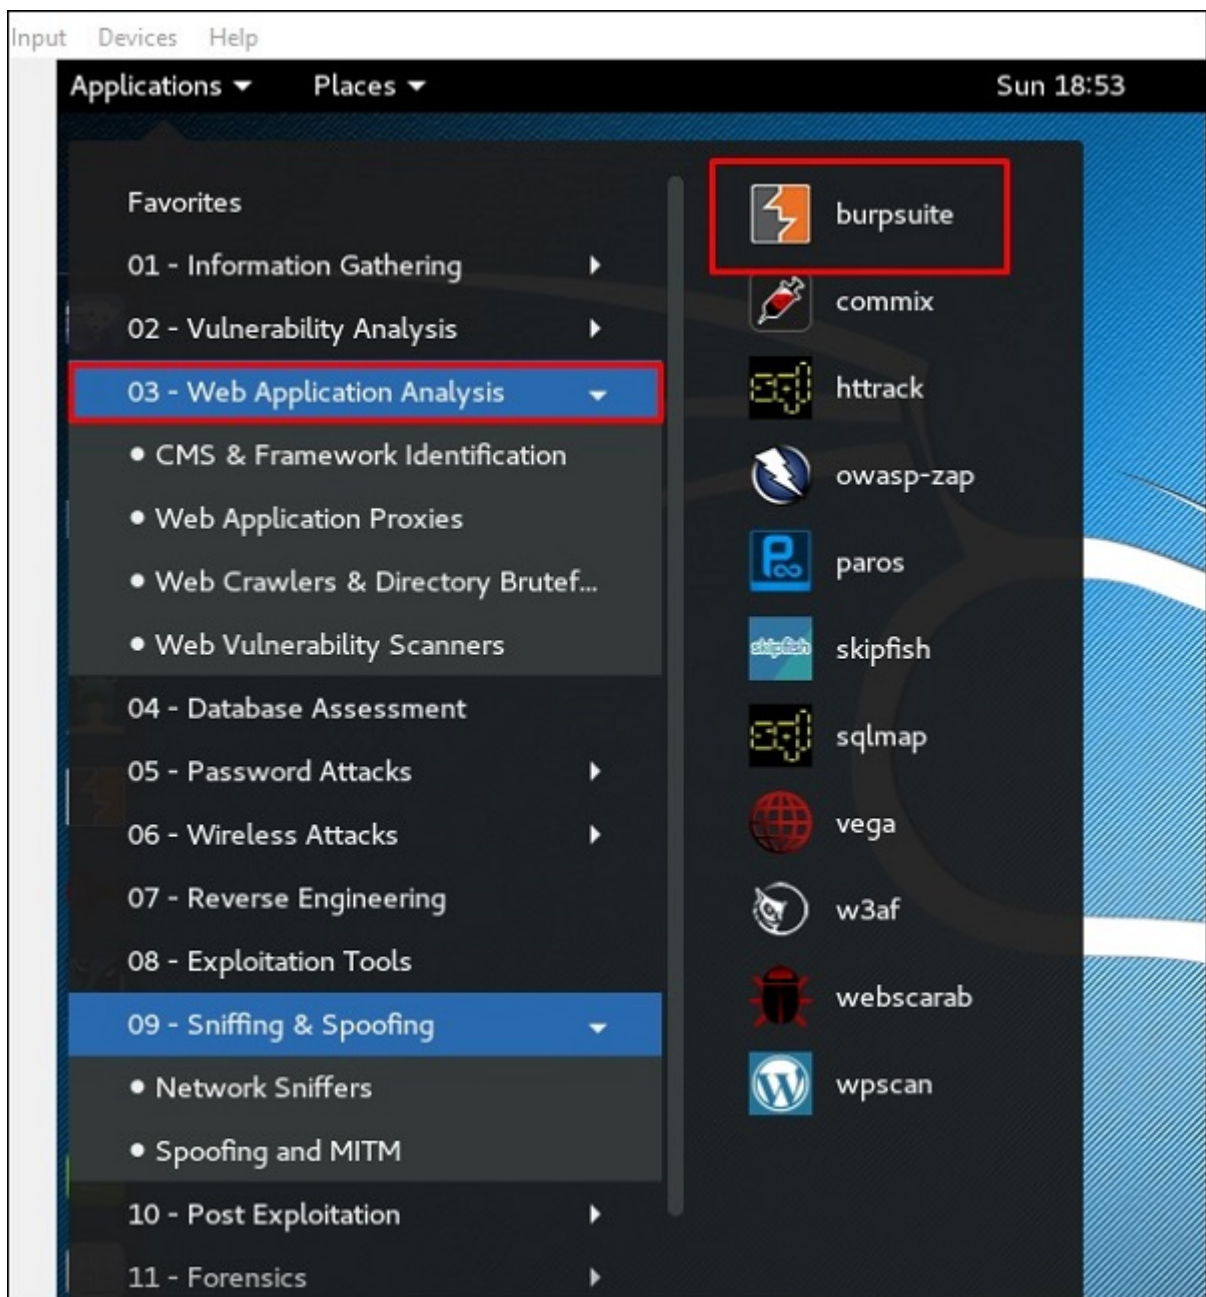 Input Devices Help
Applications Places Sun 18:53
Favorites
01 - Information Gathering
02 - Vulnerability Analysis
03 - Web Application Analysis
• CMS & Framework Identification
• Web Application Proxies
• Web Crawlers & Directory Brutef...
• Web Vulnerability Scanners
04 - Database Assessment
05 - Password Attacks
06 - Wireless Attacks
07 - Reverse Engineering
08 - Exploitation Tools
09 - Sniffing & Spoofing
• Network Sniffers
• Spoofing and MITM
10 - Post Exploitation
11 - Forensics
burpsuite
commix
httrack
owasp-zap
paros
skipfish
skipfish
sqlmap
vega
w3af
webscarab
wpscan